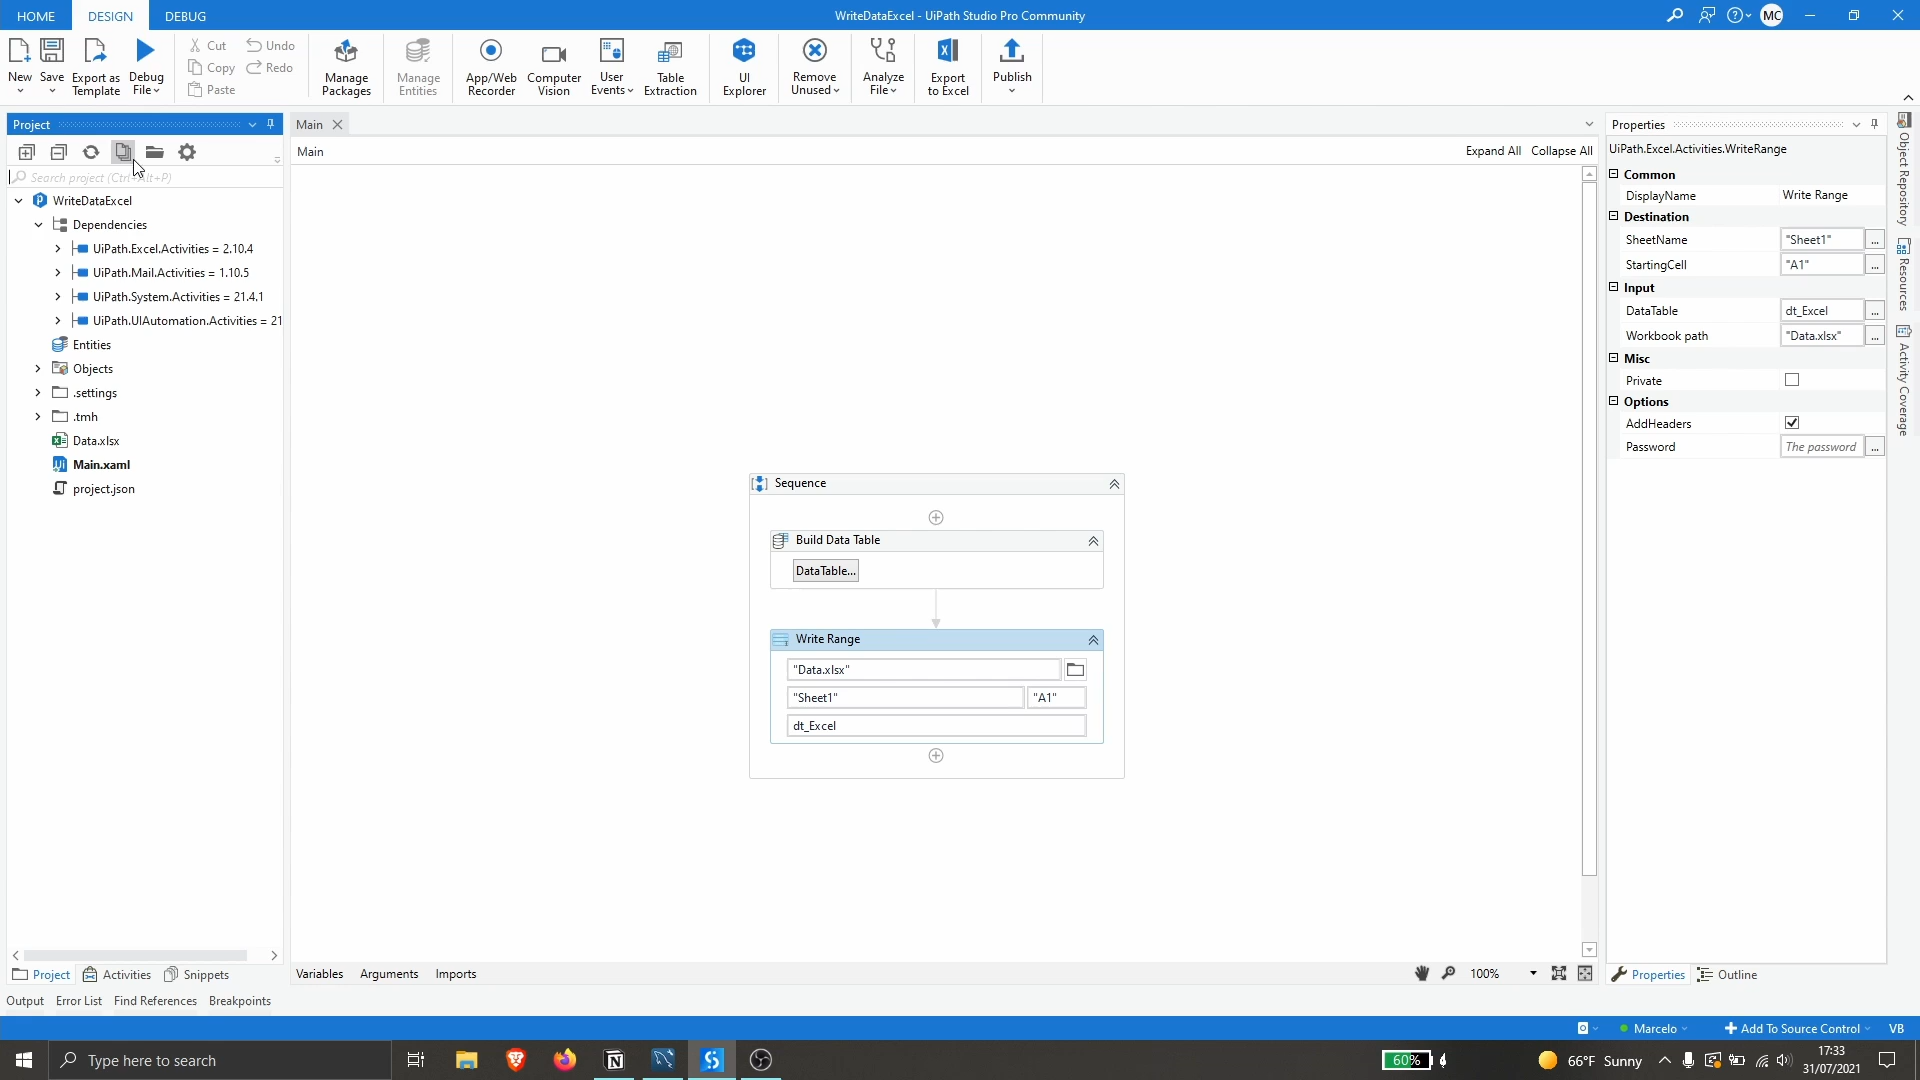 HOME DESIGN DEBUG WriteDataExcel - UiPath Studio Pro Community MC
New Save Export as Template Debug File Cut Copy Paste Undo Redo Manage Packages Manage Entities App/Web Recorder Computer Vision User Events Table Extraction UI Explorer Remove Unused Analyze File Export to Excel Publish
Project
Search project (Ctrl+Alt+P)
WriteDataExcel
Dependencies
UiPath.Excel.Activities = 2.10.4
UiPath.Mail.Activities = 1.10.5
UiPath.System.Activities = 21.4.1
UiPath.UIAutomation.Activities = 21
Entities
Objects
.settings
.tmh
Data.xlsx
Main.xaml
project.json
Project Activities Snippets
Main
Main Expand All Collapse All
Sequence
Build Data Table
DataTable...
Write Range
"Data.xlsx"
"Sheet1" "A1"
dt_Excel
Variables Arguments Imports 100%
Properties
UiPath.Excel.Activities.WriteRange
Common
DisplayName Write Range
Destination
SheetName "Sheet1" ...
StartingCell "A1" ...
Input
DataTable dt_Excel ...
Workbook path "Data.xlsx" ...
Misc
Private
Options
AddHeaders
Password The password ...
Properties Outline
Object Repository
Resources
Activity Coverage
Output Error List Find References Breakpoints
Marcelo Add To Source Control VB
Type here to search 60% 66°F Sunny 17:33
31/07/2021